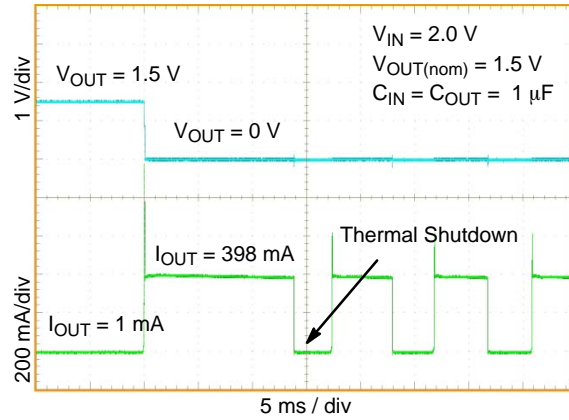 V_IN = 2.0 V
V_OUT = 1.5 V
V_OUT(nom) = 1.5 V
C_IN = C_OUT = 1 μF
1 V/div
V_OUT = 0 V
Thermal Shutdown
I_OUT = 398 mA
I_OUT = 1 mA
200 mA/div
5 ms / div